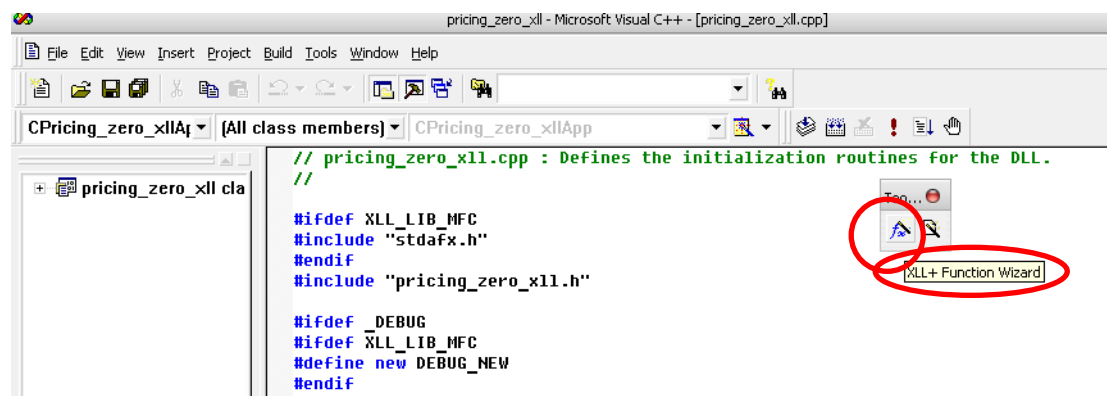 pricing_zero_xll - Microsoft Visual C++ - [pricing_zero_xll.cpp]
File Edit View Insert Project Build Tools Window Help
CPricing_zero_xllAp (All class members) CPricing_zero_xllApp
// pricing_zero_xll.cpp : Defines the initialization routines for the DLL.
//
pricing_zero_xll cla
Too...
#ifdef XLL_LIB_MFC
#include "stdafx.h"
#endif
#include "pricing_zero_xll.h"
XLL+ Function Wizard
#ifdef _DEBUG
#ifdef XLL_LIB_MFC
#define new DEBUG_NEW
#endif